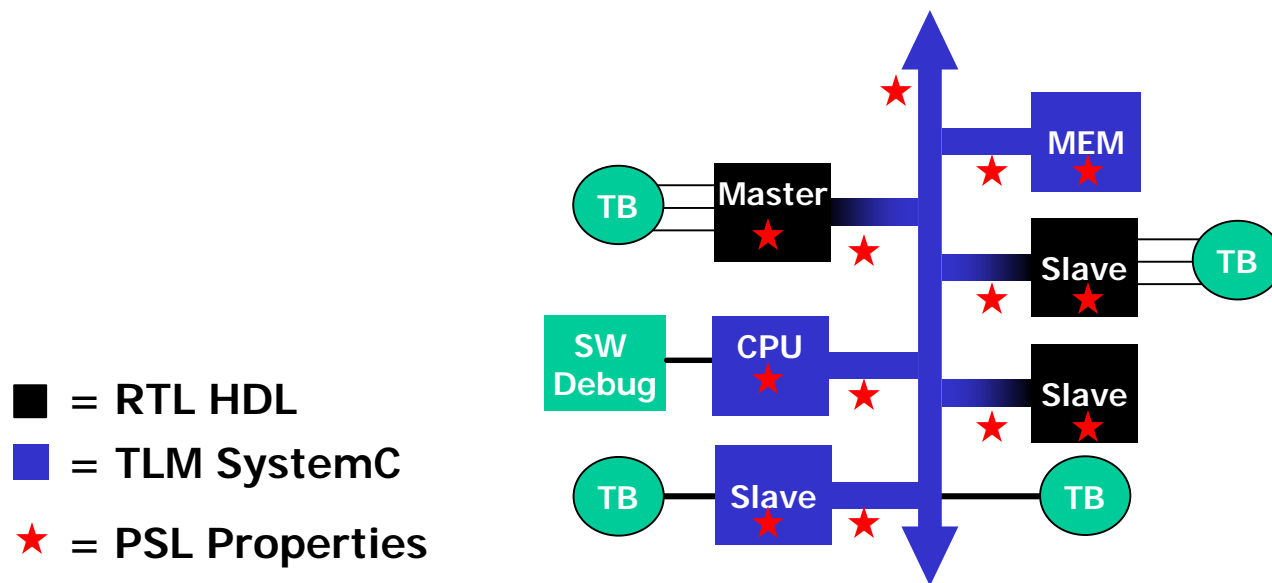 MEM
Master
TB
Slave
TB
SW
Debug
CPU
Slave
TB
Slave
TB
= RTL HDL
= TLM SystemC
= PSL Properties